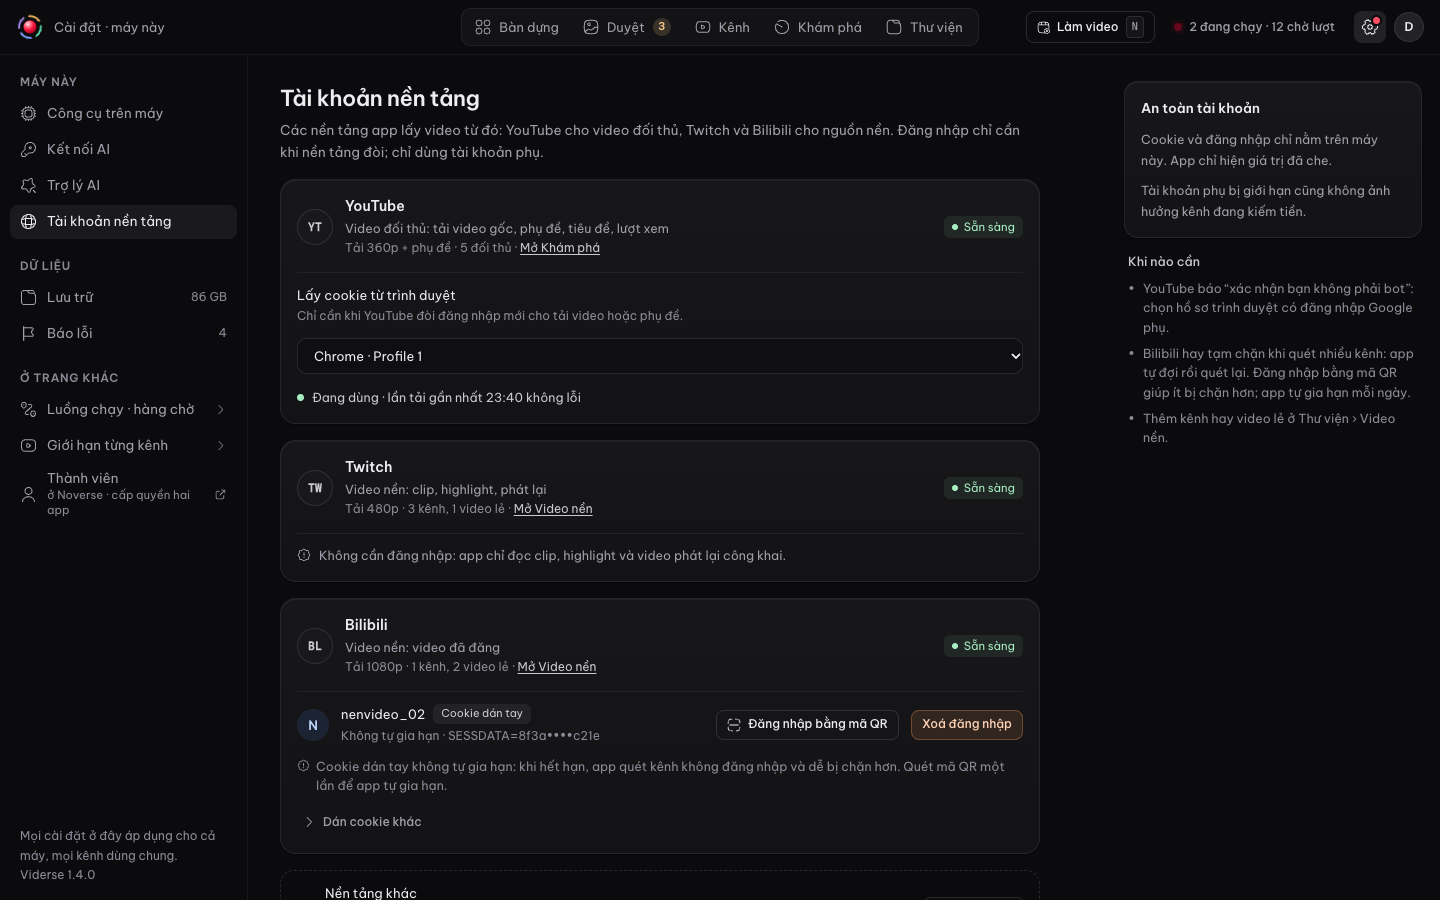 Cài đặt · máy này
Bàn dựng
Duyệt 3
Kênh
Khám phá
Thư viện
Làm video N
2 đang chạy · 12 chờ lượt
D
MÁY NÀY
Công cụ trên máy
Kết nối AI
Trợ lý AI
Tài khoản nền tảng
DỮ LIỆU
Lưu trữ 86 GB
Báo lỗi 4
Ở TRANG KHÁC
Luồng chạy · hàng chờ
Giới hạn từng kênh
Thành viên
ở Noverse · cấp quyền hai
app
Mọi cài đặt ở đây áp dụng cho cả
máy, mọi kênh dùng chung.
Viderse 1.4.0
Tài khoản nền tảng
Các nền tảng app lấy video từ đó: YouTube cho video đối thủ, Twitch và Bilibili cho nguồn nền. Đăng nhập chỉ cần
khi nền tảng đòi; chỉ dùng tài khoản phụ.
YT
YouTube
Video đối thủ: tải video gốc, phụ đề, tiêu đề, lượt xem
Tải 360p + phụ đề · 5 đối thủ · Mở Khám phá
Sẵn sàng
Lấy cookie từ trình duyệt
Chỉ cần khi YouTube đòi đăng nhập mới cho tải video hoặc phụ đề.
Chrome · Profile 1
Đang dùng · lần tải gần nhất 23:40 không lỗi
TW
Twitch
Video nền: clip, highlight, phát lại
Tải 480p · 3 kênh, 1 video lẻ · Mở Video nền
Sẵn sàng
Không cần đăng nhập: app chỉ đọc clip, highlight và video phát lại công khai.
BL
Bilibili
Video nền: video đã đăng
Tải 1080p · 1 kênh, 2 video lẻ · Mở Video nền
Sẵn sàng
N
nenvideo_02 Cookie dán tay
Không tự gia hạn · SESSDATA=8f3a••••c21e
Đăng nhập bằng mã QR
Xoá đăng nhập
Cookie dán tay không tự gia hạn: khi hết hạn, app quét kênh không đăng nhập và dễ bị chặn hơn. Quét mã QR một
lần để app tự gia hạn.
Dán cookie khác
Nền tảng khác
An toàn tài khoản
Cookie và đăng nhập chỉ nằm trên máy
này. App chỉ hiện giá trị đã che.
Tài khoản phụ bị giới hạn cũng không ảnh
hưởng kênh đang kiếm tiền.
Khi nào cần
• YouTube báo “xác nhận bạn không phải bot”:
chọn hồ sơ trình duyệt có đăng nhập Google
phụ.
• Bilibili hay tạm chặn khi quét nhiều kênh: app
tự đợi rồi quét lại. Đăng nhập bằng mã QR
giúp ít bị chặn hơn; app tự gia hạn mỗi ngày.
• Thêm kênh hay video lẻ ở Thư viện › Video
nền.